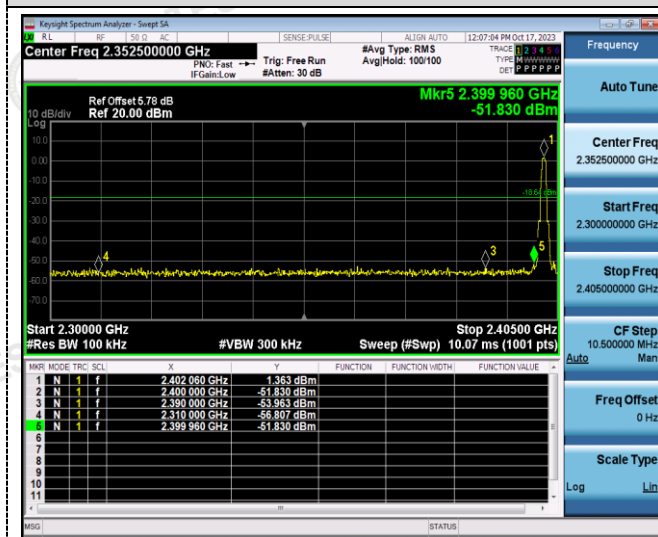 Keysight Spectrum Analyzer - Swept SA
RL RF 50 Ω AC SENSE:PULSE ALIGN AUTO 12:07:04 PM Oct 17, 2023
Center Freq 2.352500000 GHz
PNO: Fast
IFGain:Low
Trig: Free Run
#Atten: 30 dB
#Avg Type: RMS
Avg|Hold: 100/100
TRACE 1 2 3 4 5 6
TYPE M WWWWW
DET P P P P P P
Ref Offset 5.78 dB
Ref 20.00 dBm
10 dB/div
Log
Mkr5 2.399 960 GHz
-51.830 dBm
10.0
0.00
-10.0
-20.0
-30.0
-40.0
-50.0
-60.0
-70.0
1
-18.64 dBm
4
3
5
Start 2.30000 GHz Stop 2.40500 GHz
#Res BW 100 kHz #VBW 300 kHz Sweep (#Swp) 10.07 ms (1001 pts)
MKR MODE TRC SCL X Y FUNCTION FUNCTION WIDTH FUNCTION VALUE
1 N 1 f 2.402 060 GHz 1.363 dBm
2 N 1 f 2.400 000 GHz -51.830 dBm
3 N 1 f 2.390 000 GHz -53.963 dBm
4 N 1 f 2.310 000 GHz -56.807 dBm
5 N 1 f 2.399 960 GHz -51.830 dBm
6
7
8
9
10
11
MSG STATUS
Frequency
Auto Tune
Center Freq
2.352500000 GHz
Start Freq
2.300000000 GHz
Stop Freq
2.405000000 GHz
CF Step
10.500000 MHz
Auto Man
Freq Offset
0 Hz
Scale Type
Log Lin